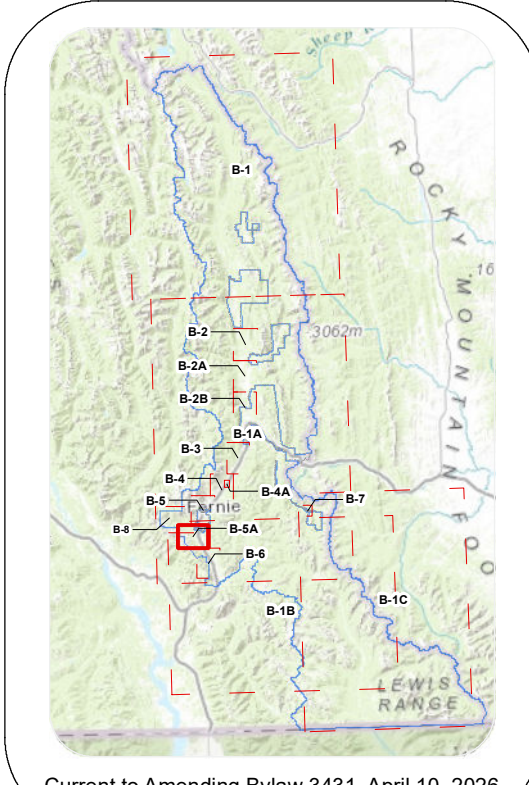 Sheep R
B-1
ROCKY MOUNTAIN FOO
16
3062m
B-2
B-2A
B-2B
B-1A
B-3
B-4
B-4A
B-5
Fernie
B-7
B-8
B-5A
B-6
B-1C
B-1B
LEWIS
RANGE
Current to Amending Bylaw 3431, April 10, 2026